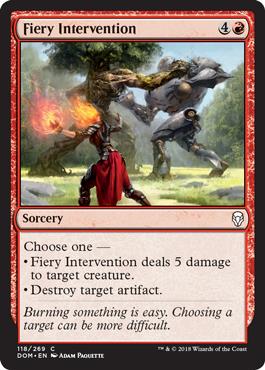 Fiery Intervention 4
Sorcery
Choose one —
• Fiery Intervention deals 5 damage
to target creature.
• Destroy target artifact.
Burning something is easy. Choosing a
target can be more difficult.
118/269 C
DOM • EN Adam Paquette
™ & © 2018 Wizards of the Coast